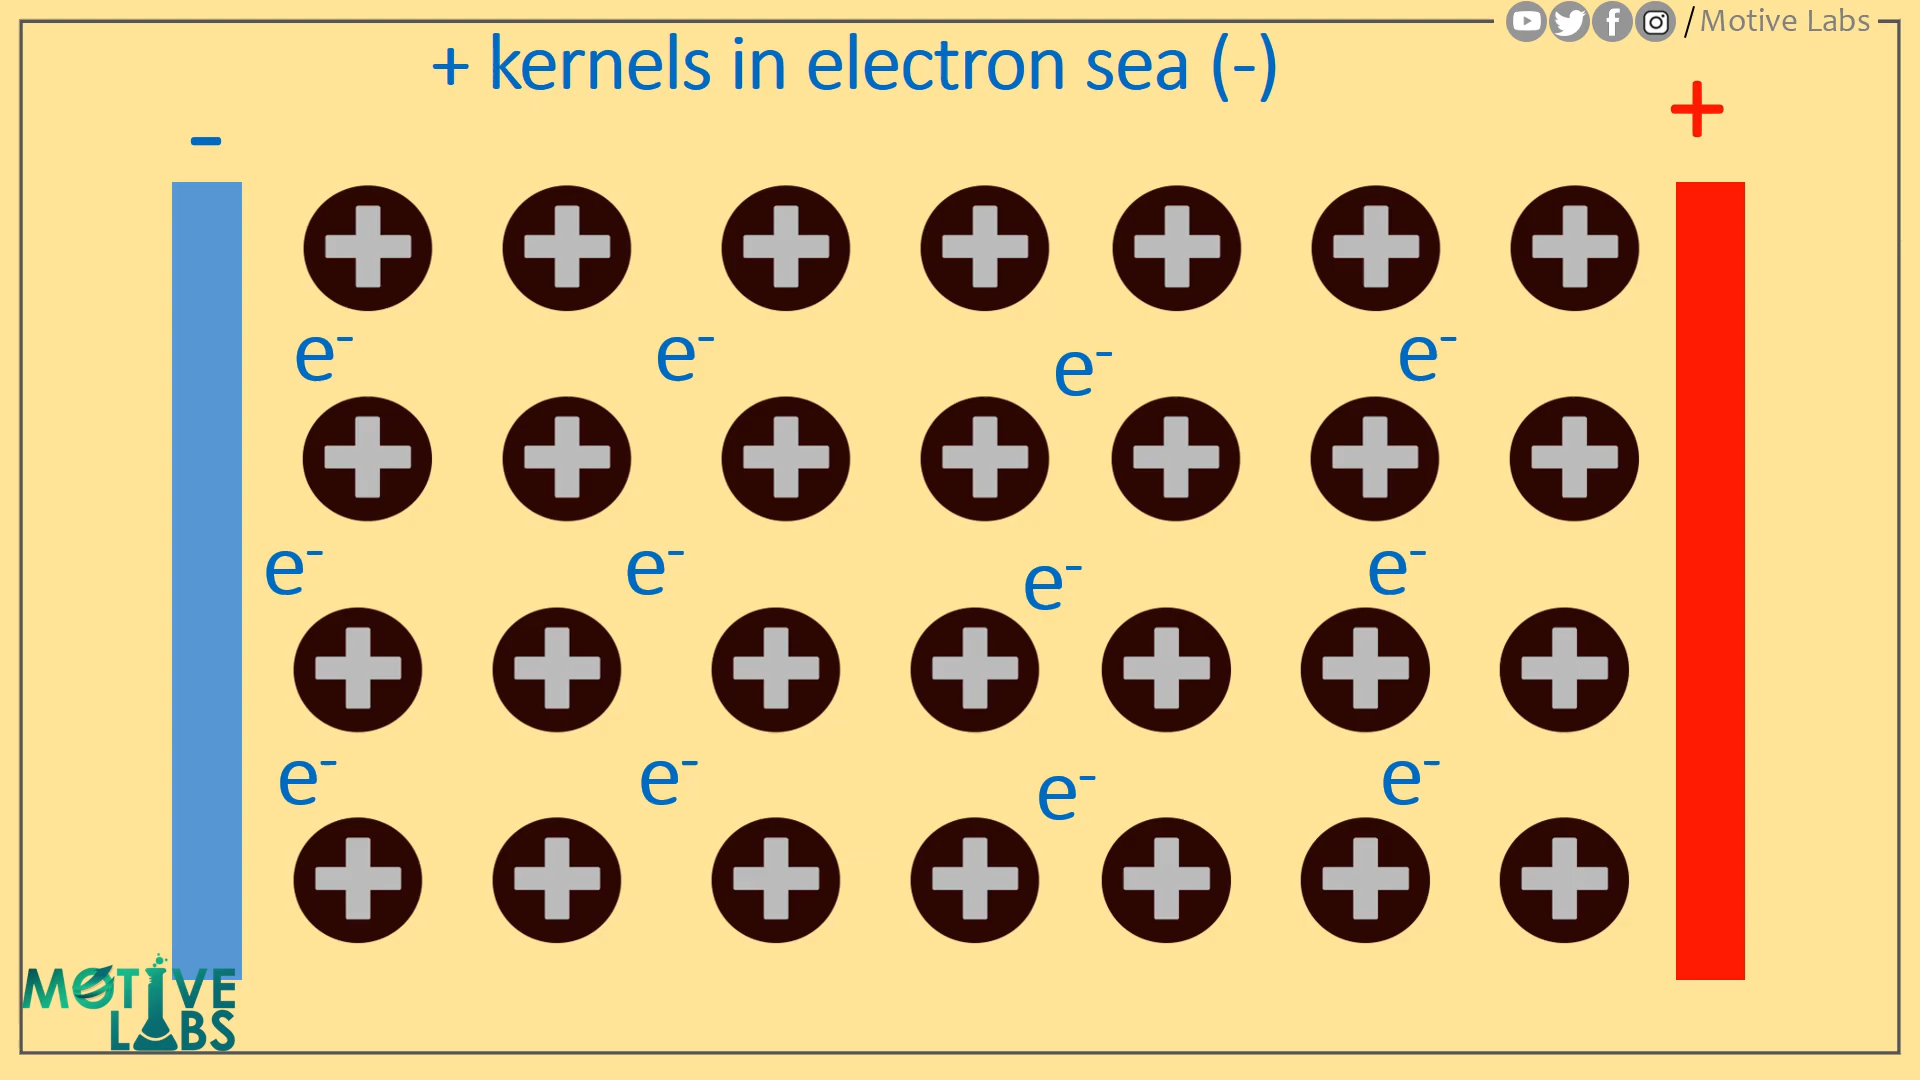 /Motive Labs
+ kernels in electron sea (-)
- +
+ + + + + + +
e⁻ e⁻ e⁻ e⁻
+ + + + + + +
e⁻ e⁻ e⁻ e⁻
+ + + + + + +
e⁻ e⁻ e⁻ e⁻
+ + + + + + +
MOTIVE
LABS